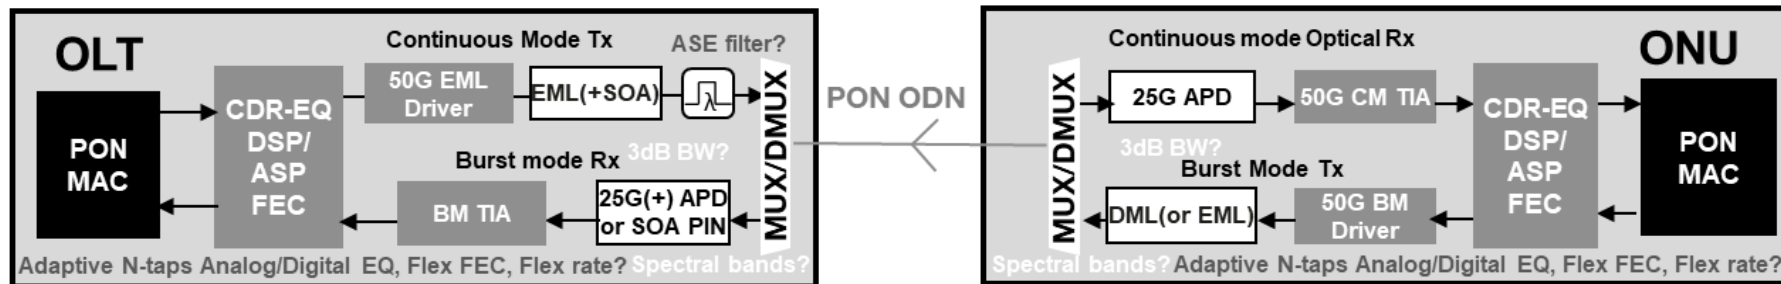 OLT
Continuous Mode Tx
ASE filter?
PON
MAC
CDR-EQ
DSP/
ASP
FEC
50G EML
Driver
EML(+SOA)
λ
MUX/DMUX
Burst mode Rx
3dB BW?
BM TIA
25G(+) APD
or SOA PIN
Adaptive N-taps Analog/Digital EQ, Flex FEC, Flex rate?
Spectral bands?
PON ODN
ONU
Continuous mode Optical Rx
MUX/DMUX
25G APD
50G CM TIA
CDR-EQ
DSP/
ASP
FEC
PON
MAC
3dB BW?
Burst Mode Tx
DML(or EML)
50G BM
Driver
Spectral bands?
Adaptive N-taps Analog/Digital EQ, Flex FEC, Flex rate?